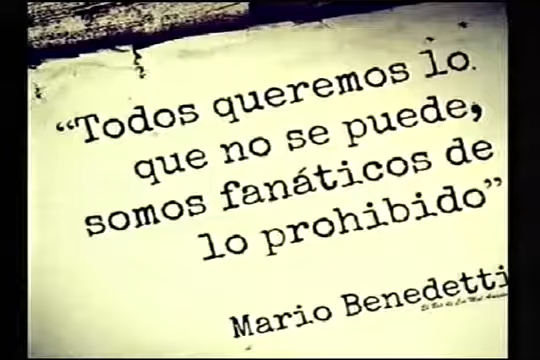 “Todos queremos lo
que no se puede,
somos fanáticos de
lo prohibido”
Mario Benedetti